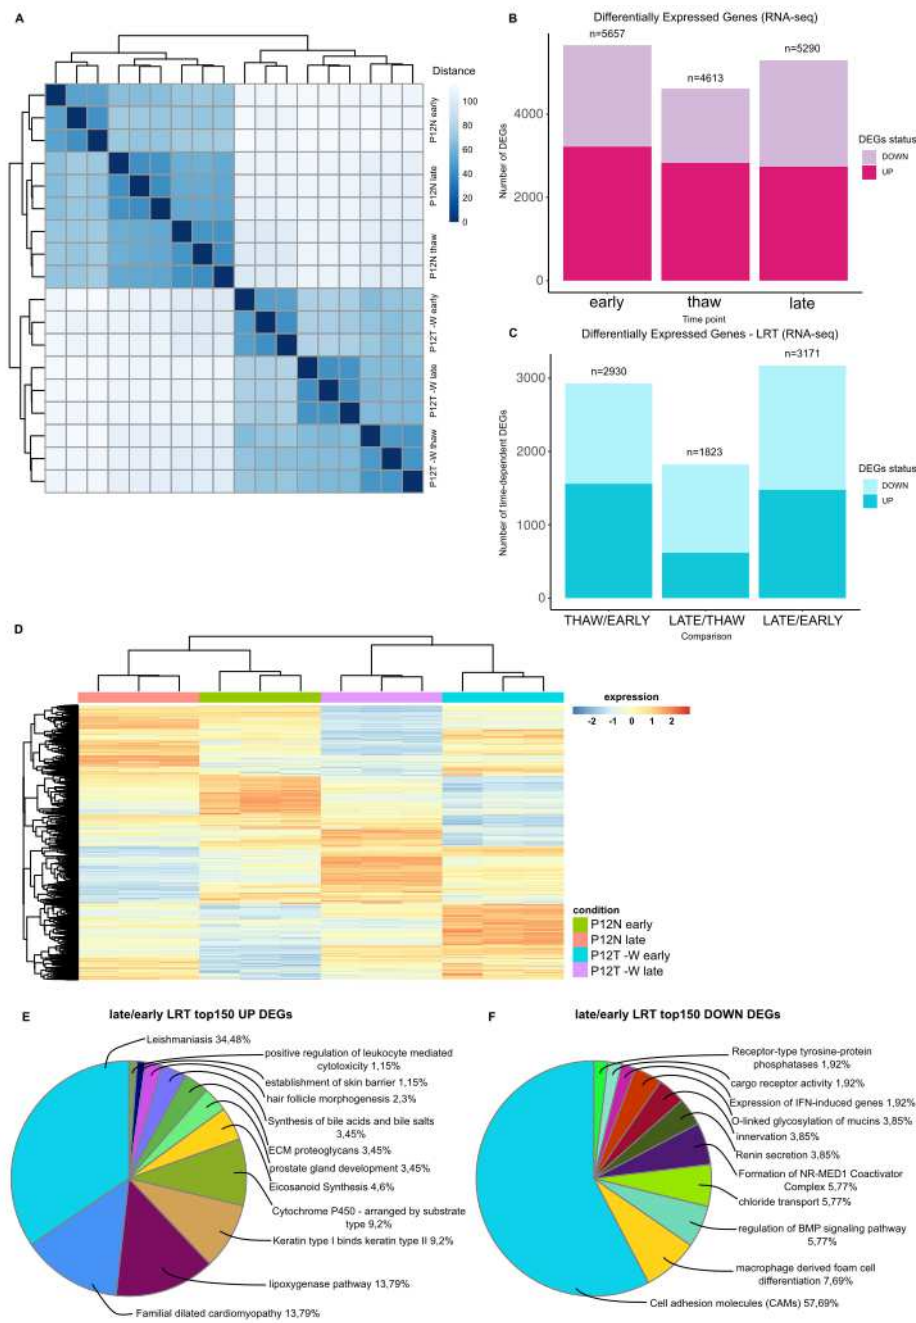 A
Distance
100
80
60
40
20
0
P12N early
P12N late
P12N thaw
P12T -W early
P12T -W late
P12T -W thaw
B
Differentially Expressed Genes (RNA-seq)
n=5657
n=4613
n=5290
Number of DEGs
4000
2000
0
early
thaw
late
Time point
DEGs status
DOWN
UP
C
Differentially Expressed Genes - LRT (RNA-seq)
n=2930
n=1823
n=3171
Number of time-dependent DEGs
3000
2000
1000
0
THAW/EARLY
LATE/THAW
LATE/EARLY
Comparison
DEGs status
DOWN
UP
D
expression
-2 -1 0 1 2
condition
P12N early
P12N late
P12T -W early
P12T -W late
E
late/early LRT top150 UP DEGs
Leishmaniasis 34,48%
positive regulation of leukocyte mediated
cytotoxicity 1,15%
establishment of skin barrier 1,15%
hair follicle morphogenesis 2,3%
Synthesis of bile acids and bile salts
3,45%
ECM proteoglycans 3,45%
prostate gland development 3,45%
Eicosanoid Synthesis 4,6%
Cytochrome P450 - arranged by substrate
type 9,2%
Keratin type I binds keratin type II 9,2%
lipoxygenase pathway 13,79%
Familial dilated cardiomyopathy 13,79%
F
late/early LRT top150 DOWN DEGs
Receptor-type tyrosine-protein
phosphatases 1,92%
cargo receptor activity 1,92%
Expression of IFN-induced genes 1,92%
O-linked glycosylation of mucins 3,85%
innervation 3,85%
Renin secretion 3,85%
Formation of NR-MED1 Coactivator
Complex 5,77%
chloride transport 5,77%
regulation of BMP signaling pathway
5,77%
macrophage derived foam cell
differentiation 7,69%
Cell adhesion molecules (CAMs) 57,69%